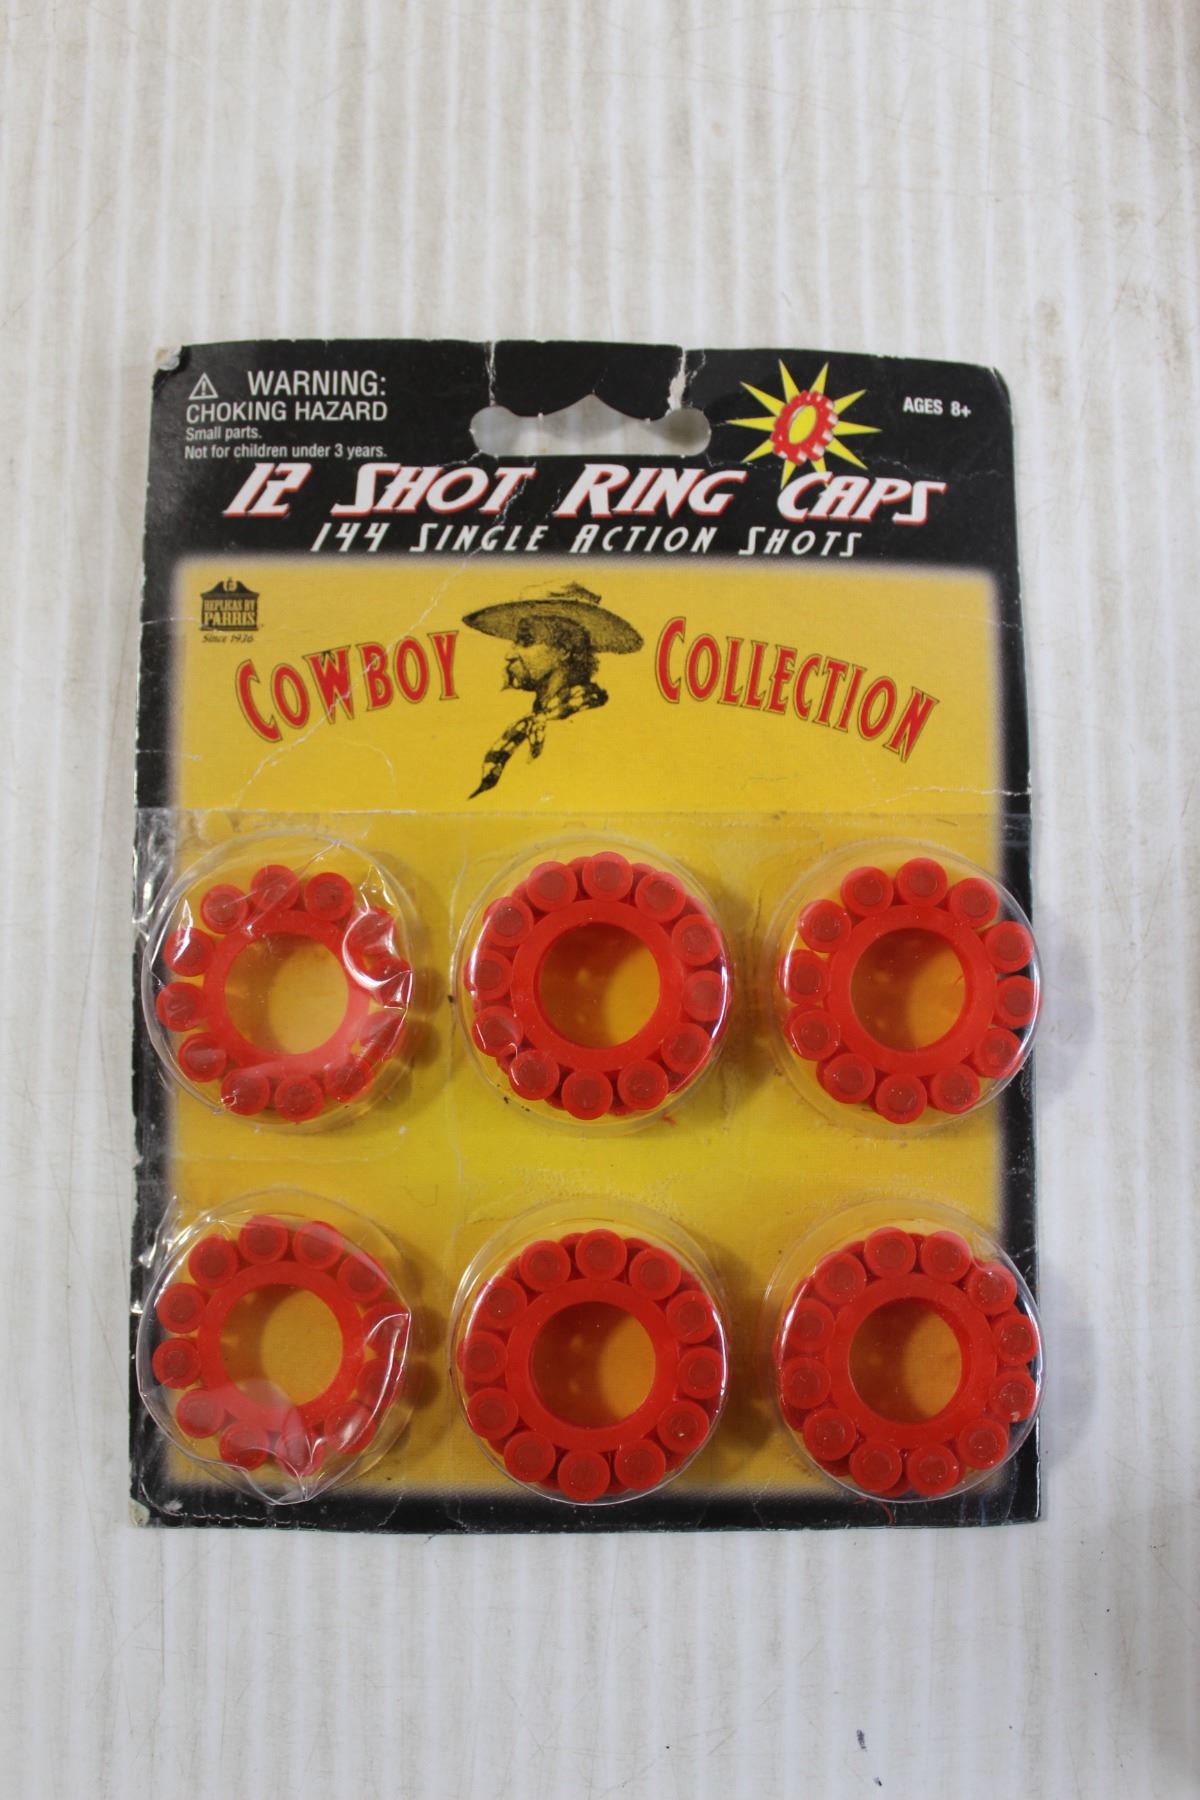 WARNING:
CHOKING HAZARD
Small parts.
Not for children under 3 years.
AGES 8+
12 SHOT RING CAPS
144 SINGLE ACTION SHOTS
REPLICAS BY
PARRIS
Since 1936
COWBOY COLLECTION